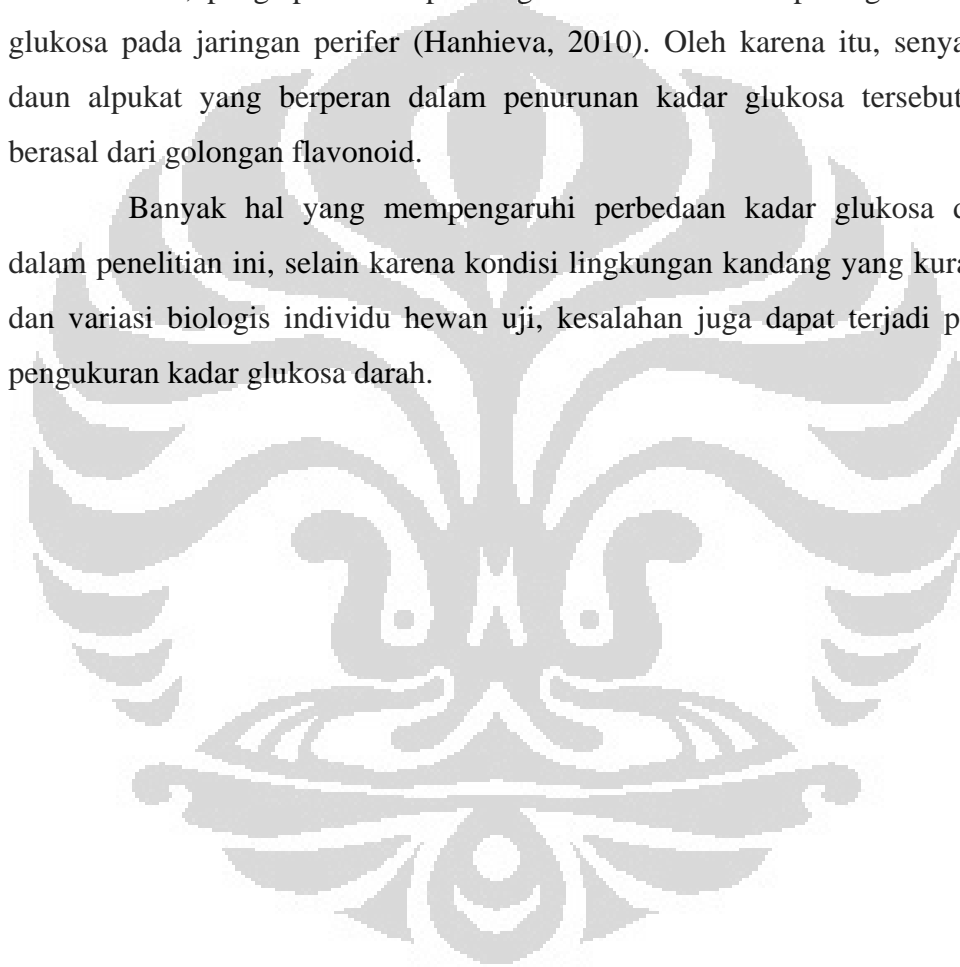 glukosa pada jaringan perifer (Hanhieva, 2010). Oleh karena itu,
daun alpukat yang berperan dalam penurunan kadar glukosa tersebut
berasal dari golongan flavonoid.
Banyak hal yang mempengaruhi perbedaan kadar glukosa
dalam penelitian ini, selain karena kondisi lingkungan kandang yang
dan variasi biologis individu hewan uji, kesalahan juga dapat terjadi
pengukuran kadar glukosa darah.